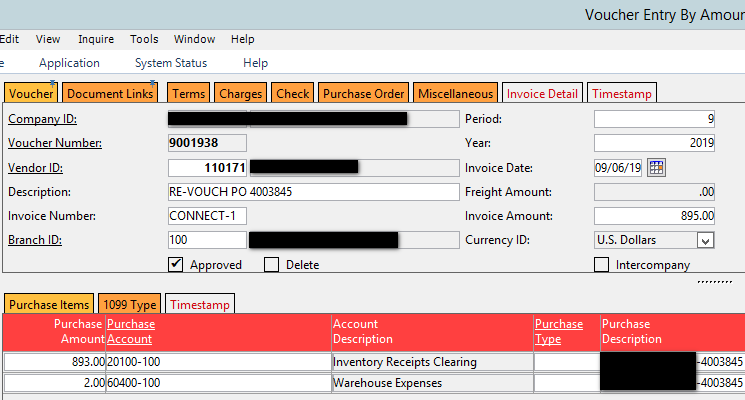 Voucher Entry By Amou
Edit View Inquire Tools Window Help
e Application System Status Help
Voucher Document Links Terms Charges Check Purchase Order Miscellaneous Invoice Detail Timestamp
Company ID: Period: 9
Voucher Number: 9001938 Year: 2019
Vendor ID: 110171 Invoice Date: 09/06/19
Description: RE-VOUCH PO 4003845 Freight Amount: .00
Invoice Number: CONNECT-1 Invoice Amount: 895.00
Branch ID: 100 Currency ID: U.S. Dollars
Approved Delete Intercompany
Purchase Items 1099 Type Timestamp
Purchase Purchase Account Purchase Purchase
Amount Account Description Type Description
893.00 20100-100 Inventory Receipts Clearing -4003845
2.00 60400-100 Warehouse Expenses -4003845